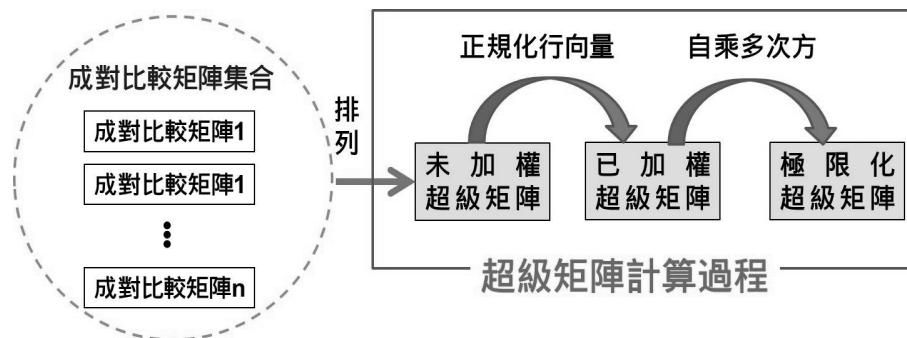 成對比較矩陣集合
成對比較矩陣1
成對比較矩陣1
成對比較矩陣n
排列
正規化行向量
自乘多次方
未加權
超級矩陣
已加權
超級矩陣
極限化
超級矩陣
超級矩陣計算過程